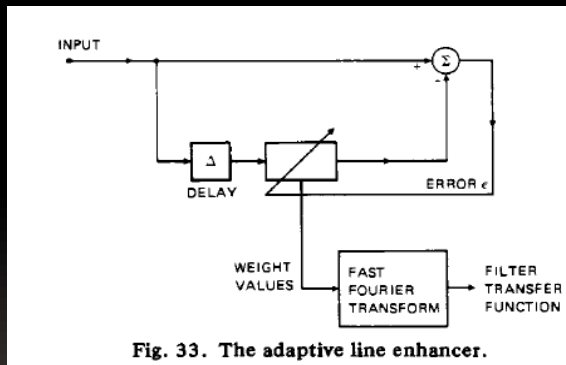 INPUT
+
Σ
-
Δ
DELAY
ERROR ϵ
WEIGHT
VALUES
FAST
FOURIER
TRANSFORM
FILTER
TRANSFER
FUNCTION
Fig. 33. The adaptive line enhancer.